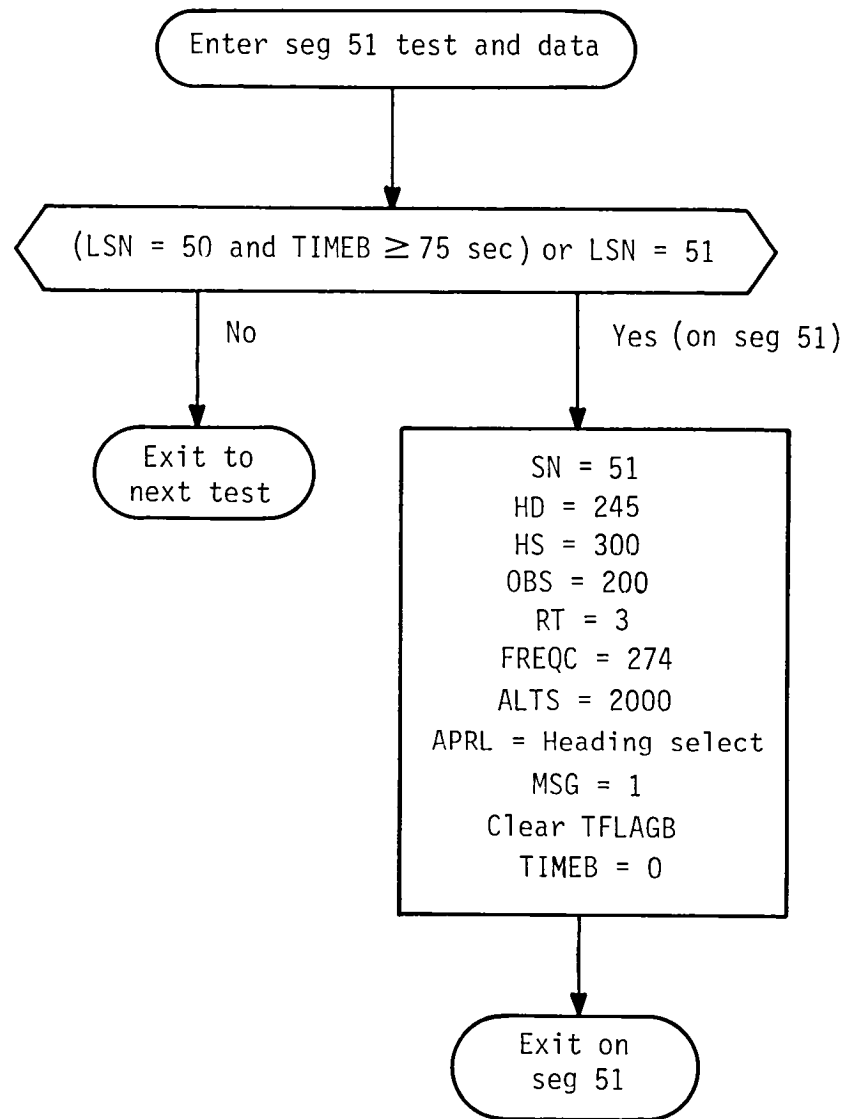 Enter seg 51 test and data
(LSN = 50 and TIMEB ≥ 75 sec) or LSN = 51
No
Yes (on seg 51)
Exit to
next test
SN = 51
HD = 245
HS = 300
OBS = 200
RT = 3
FREQC = 274
ALTS = 2000
APRL = Heading select
MSG = 1
Clear TFLAGB
TIMEB = 0
Exit on
seg 51